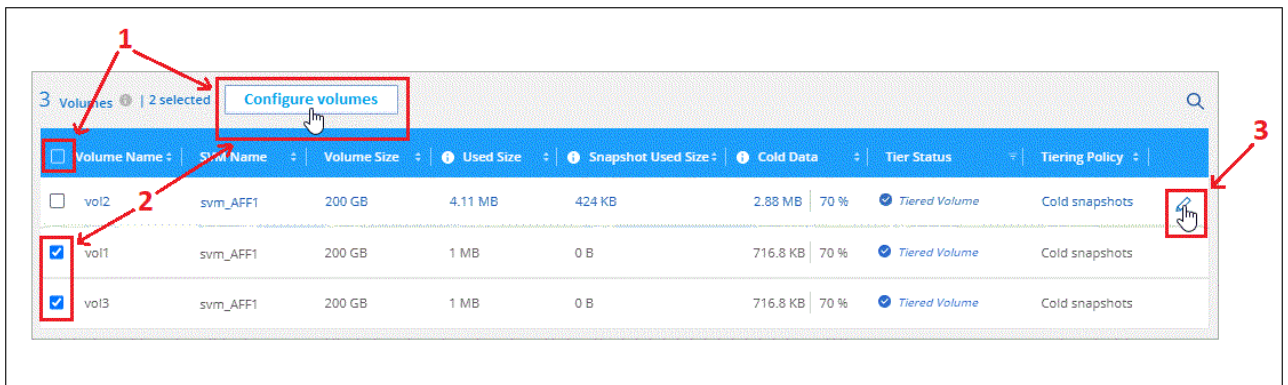 1
3 Volumes | 2 selected Configure volumes
3
Volume Name SVM Name Volume Size Used Size Snapshot Used Size Cold Data Tier Status Tiering Policy
2
vol2 svm_AFF1 200 GB 4.11 MB 424 KB 2.88 MB 70 % Tiered Volume Cold snapshots
vol1 svm_AFF1 200 GB 1 MB 0 B 716.8 KB 70 % Tiered Volume Cold snapshots
vol3 svm_AFF1 200 GB 1 MB 0 B 716.8 KB 70 % Tiered Volume Cold snapshots